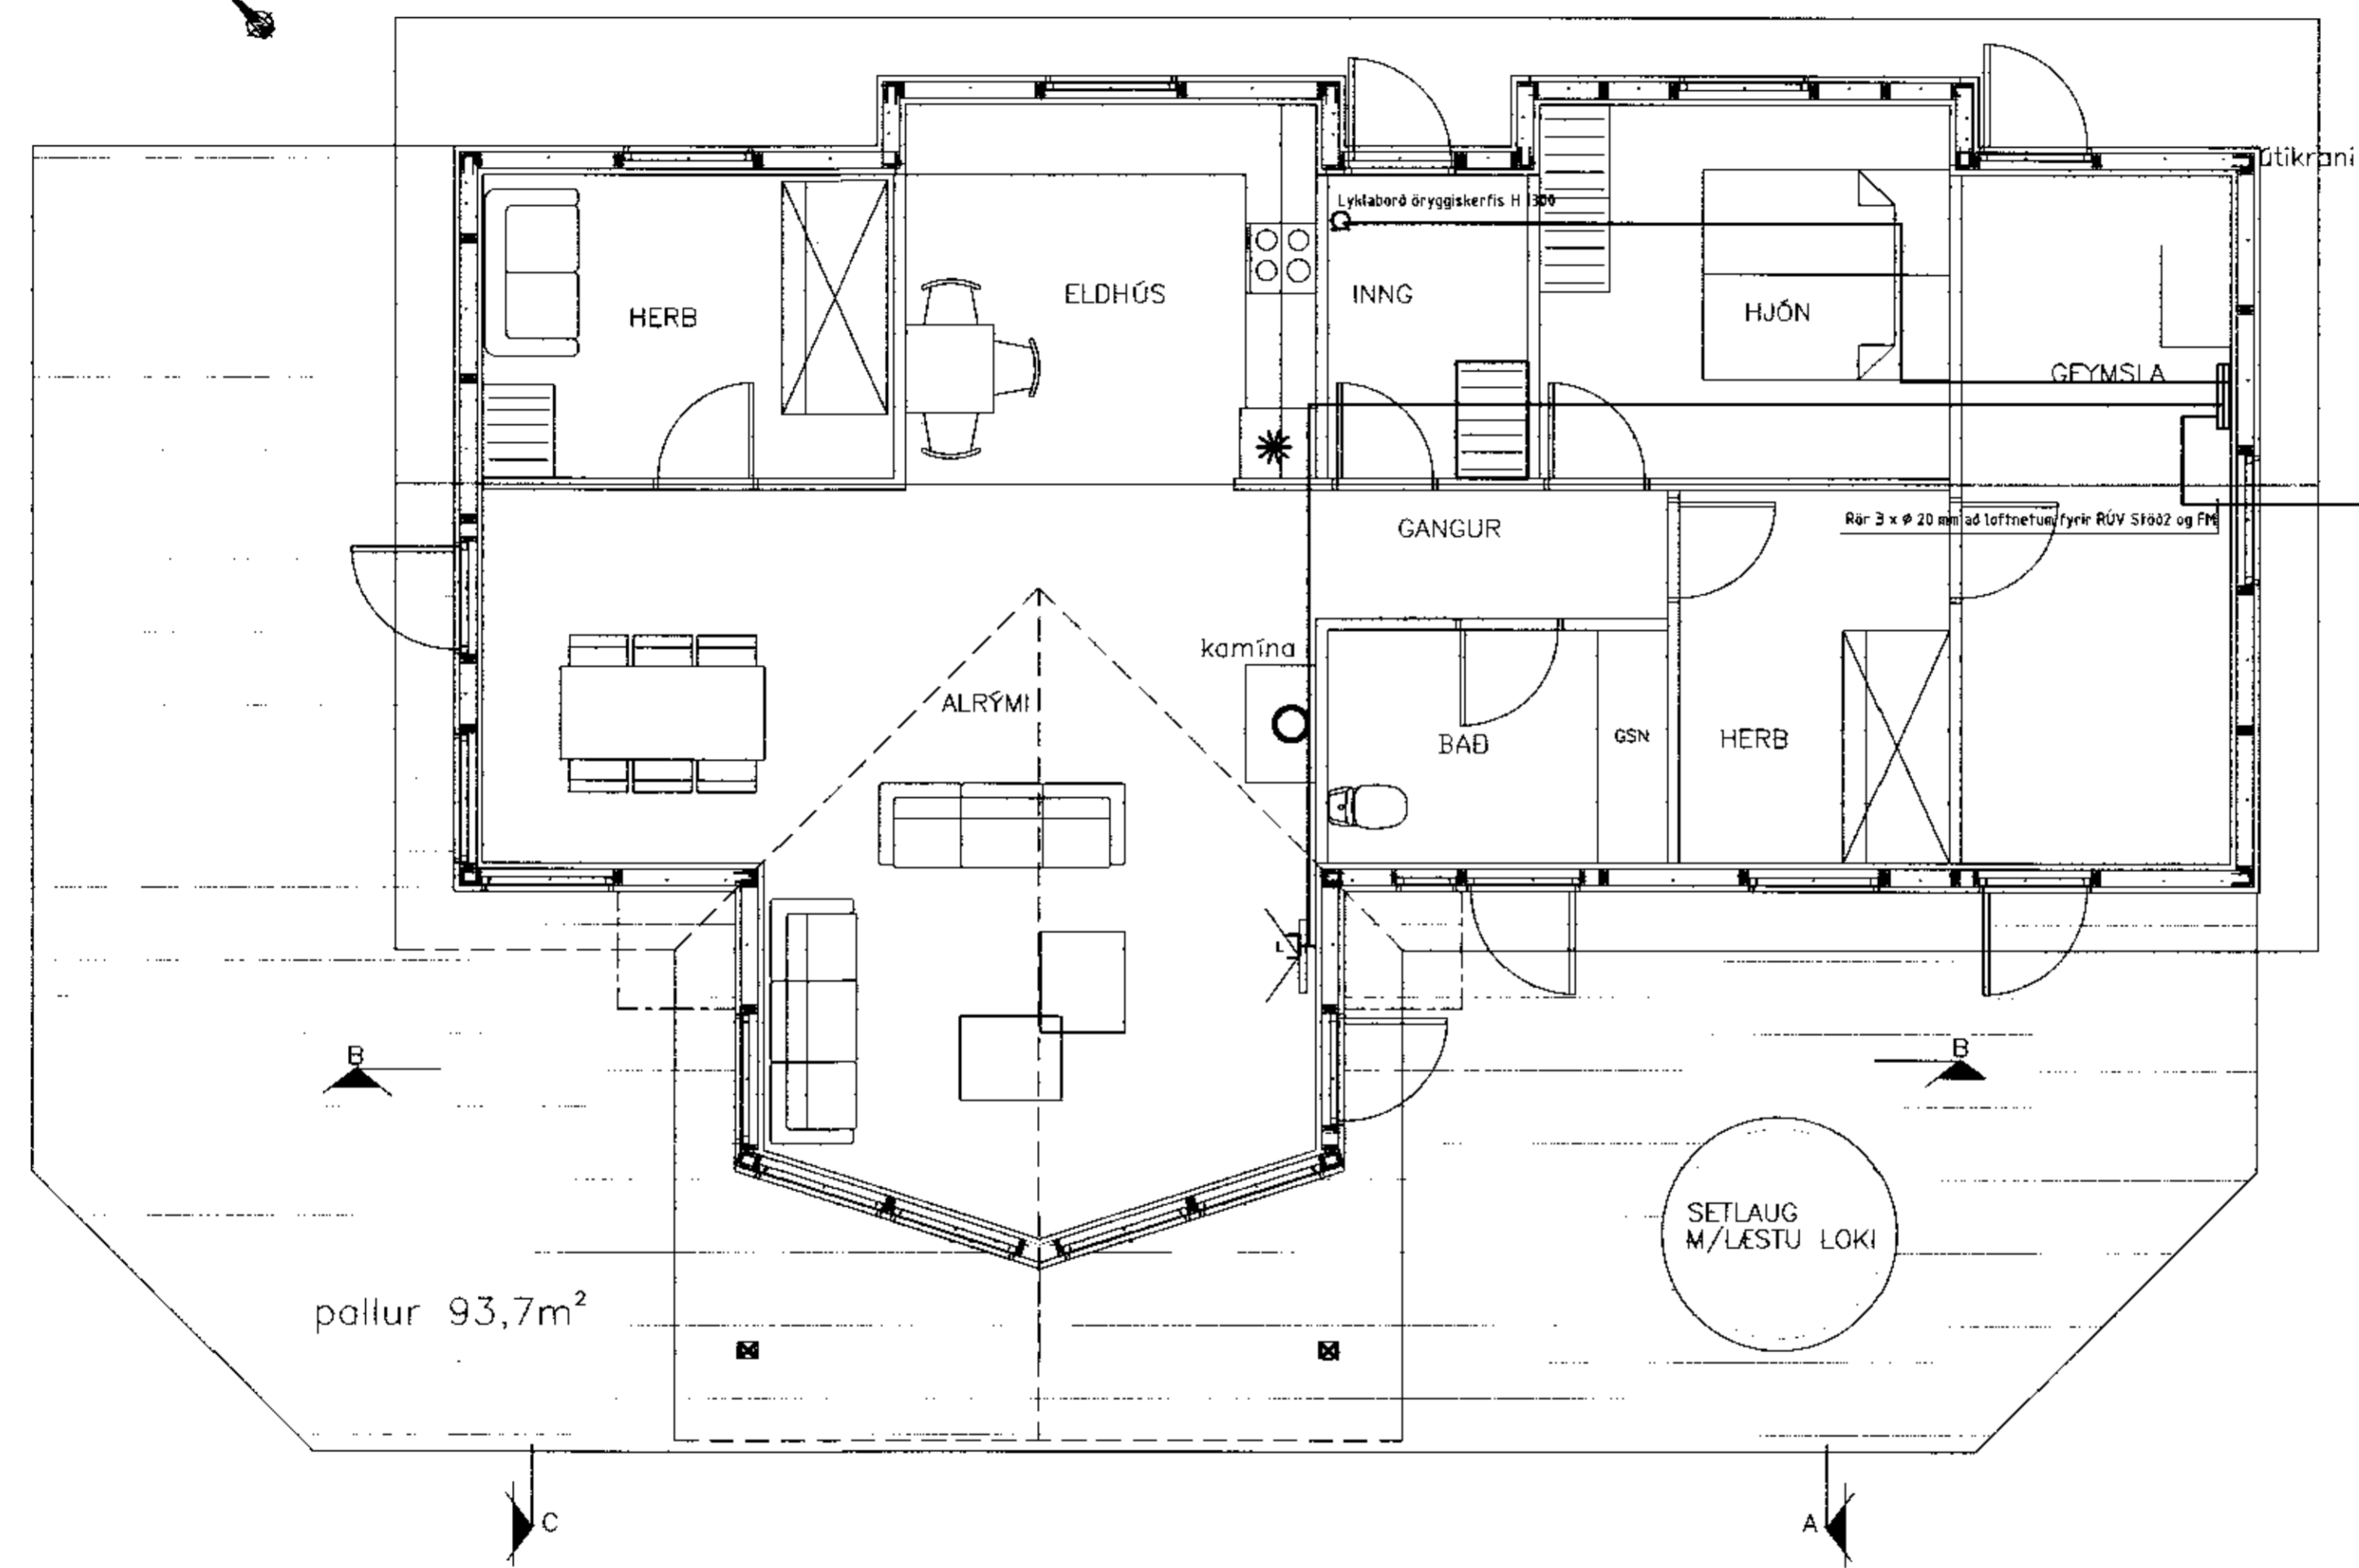 útikrani
Lyklaborð öryggiskerfis H 1300
HERB
ELDHÚS
INNG
HJÓN
GEYMSLA
GANGUR
Rör 3 x ø 20 mm að loftnetum fyrir RÚV Stöð2 og FM
kamína
ALRÝMI
BAÐ
GSN
HERB
L
B
B
SETLAUG
M/LÆSTU LOKI
pallur 93,7m²
C
A